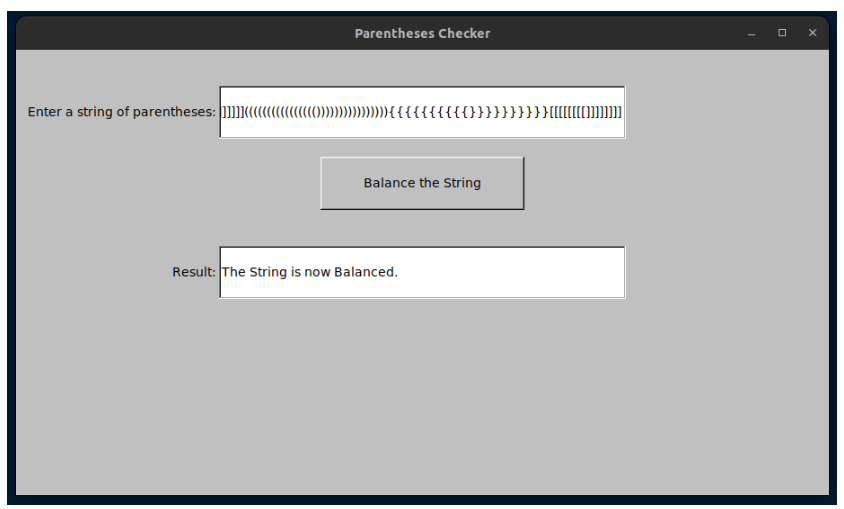 Parentheses Checker
Enter a string of parentheses: ]]]]](((((((((((((((()))))))))))))))){{{{{{{{{{}}}}}}}}}}[[[[[[[[]]]]]]]]
Balance the String
Result: The String is now Balanced.